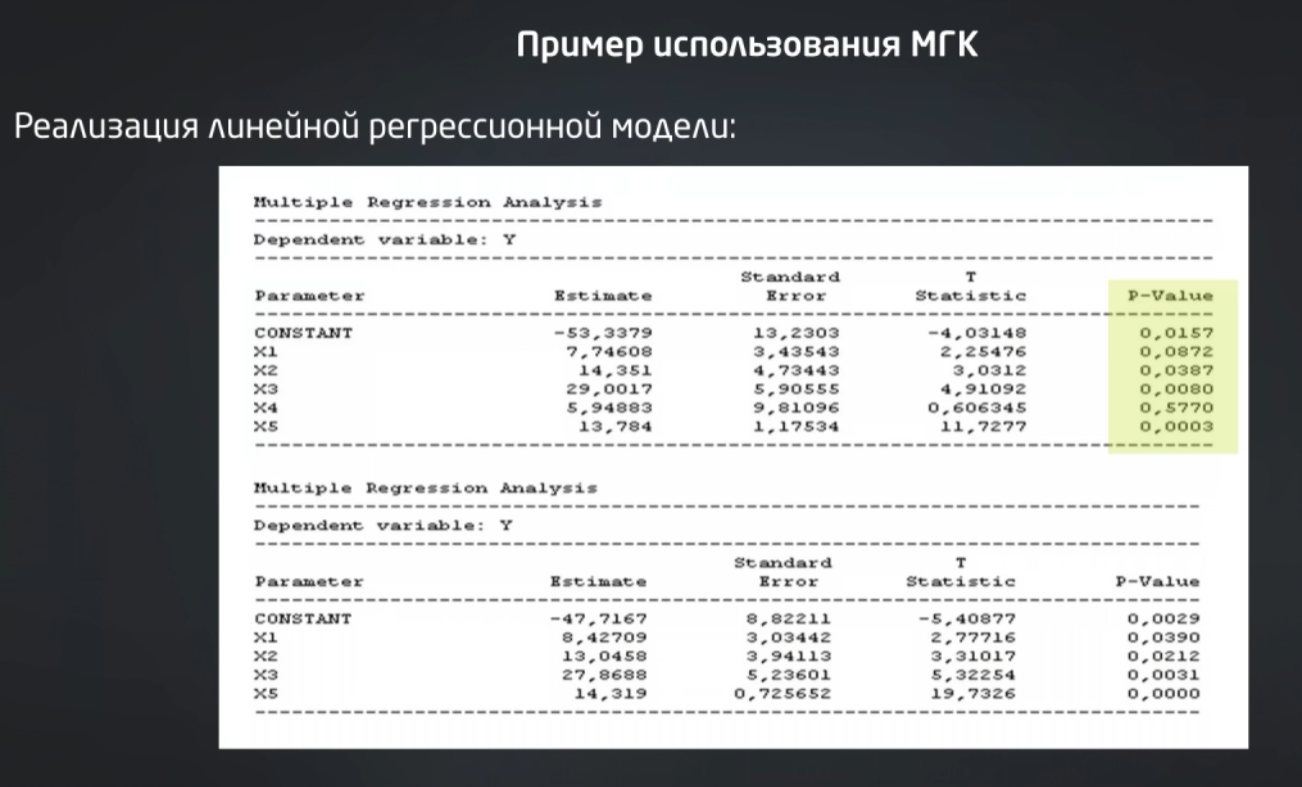 Пример использования МГК
Реализация линейной регрессионной модели:
Multiple Regression Analysis
Dependent variable: Y
Standard T
Parameter Estimate Error Statistic P-Value
CONSTANT -53,3379 13,2303 -4,03148 0,0157
X1 7,74608 3,43543 2,25476 0,0872
X2 14,351 4,73443 3,0312 0,0387
X3 29,0017 5,90555 4,91092 0,0080
X4 5,94883 9,81096 0,606345 0,5770
X5 13,784 1,17534 11,7277 0,0003
Multiple Regression Analysis
Dependent variable: Y
Standard T
Parameter Estimate Error Statistic P-Value
CONSTANT -47,7167 8,82211 -5,40877 0,0029
X1 8,42709 3,03442 2,77716 0,0390
X2 13,0458 3,94113 3,31017 0,0212
X3 27,8688 5,23601 5,32254 0,0031
X5 14,319 0,725652 19,7326 0,0000